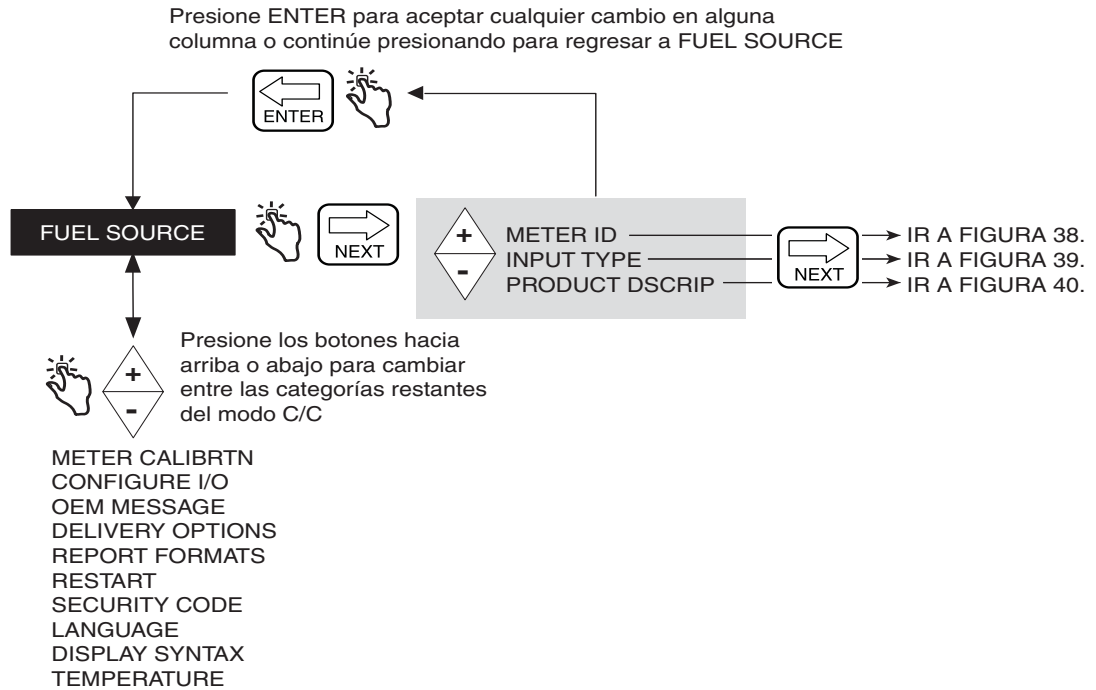 Presione ENTER para aceptar cualquier cambio en alguna
columna o continúe presionando para regresar a FUEL SOURCE
ENTER
FUEL SOURCE
NEXT
+
-
METER ID
INPUT TYPE
PRODUCT DSCRIP
NEXT
IR A FIGURA 38.
IR A FIGURA 39.
IR A FIGURA 40.
+
-
Presione los botones hacia
arriba o abajo para cambiar
entre las categorías restantes
del modo C/C
METER CALIBRTN
CONFIGURE I/O
OEM MESSAGE
DELIVERY OPTIONS
REPORT FORMATS
RESTART
SECURITY CODE
LANGUAGE
DISPLAY SYNTAX
TEMPERATURE